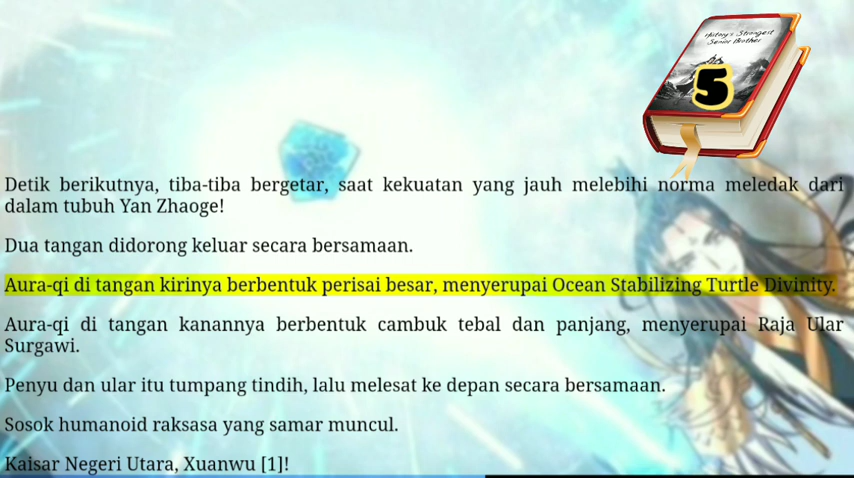 History's Strongest
Senior Brother
5
Detik berikutnya, tiba-tiba bergetar, saat kekuatan yang jauh melebihi norma meledak dari
dalam tubuh Yan Zhaoge!
Dua tangan didorong keluar secara bersamaan.
Aura-qi di tangan kirinya berbentuk perisai besar, menyerupai Ocean Stabilizing Turtle Divinity.
Aura-qi di tangan kanannya berbentuk cambuk tebal dan panjang, menyerupai Raja Ular
Surgawi.
Penyu dan ular itu tumpang tindih, lalu melesat ke depan secara bersamaan.
Sosok humanoid raksasa yang samar muncul.
Kaisar Negeri Utara, Xuanwu [1]!